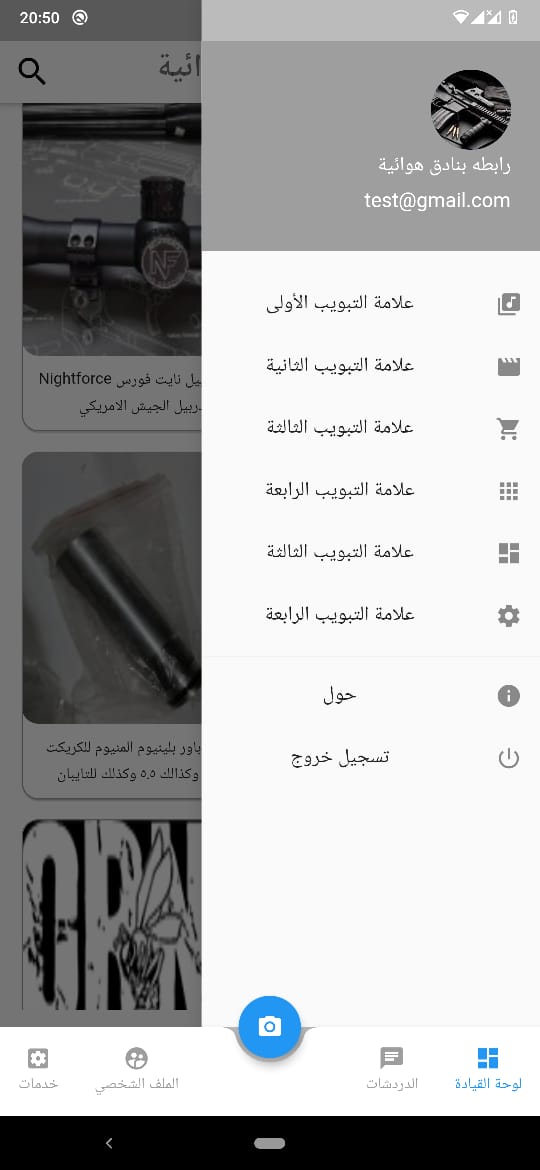 20:50
رابطه بنادق هوائية
test@gmail.com
علامة التبويب الأولى
علامة التبويب الثانية
علامة التبويب الثالثة
علامة التبويب الرابعة
علامة التبويب الثالثة
علامة التبويب الرابعة
حول
تسجيل خروج
ائية
NF
نايت فورس Nightforce
الجيش الامريكي
باور بلينيوم المنيوم للكريكت
وكذالك ٥.٥ وكذلك للتايبان
لوحة القيادة
الدردشات
الملف الشخصي
خدمات